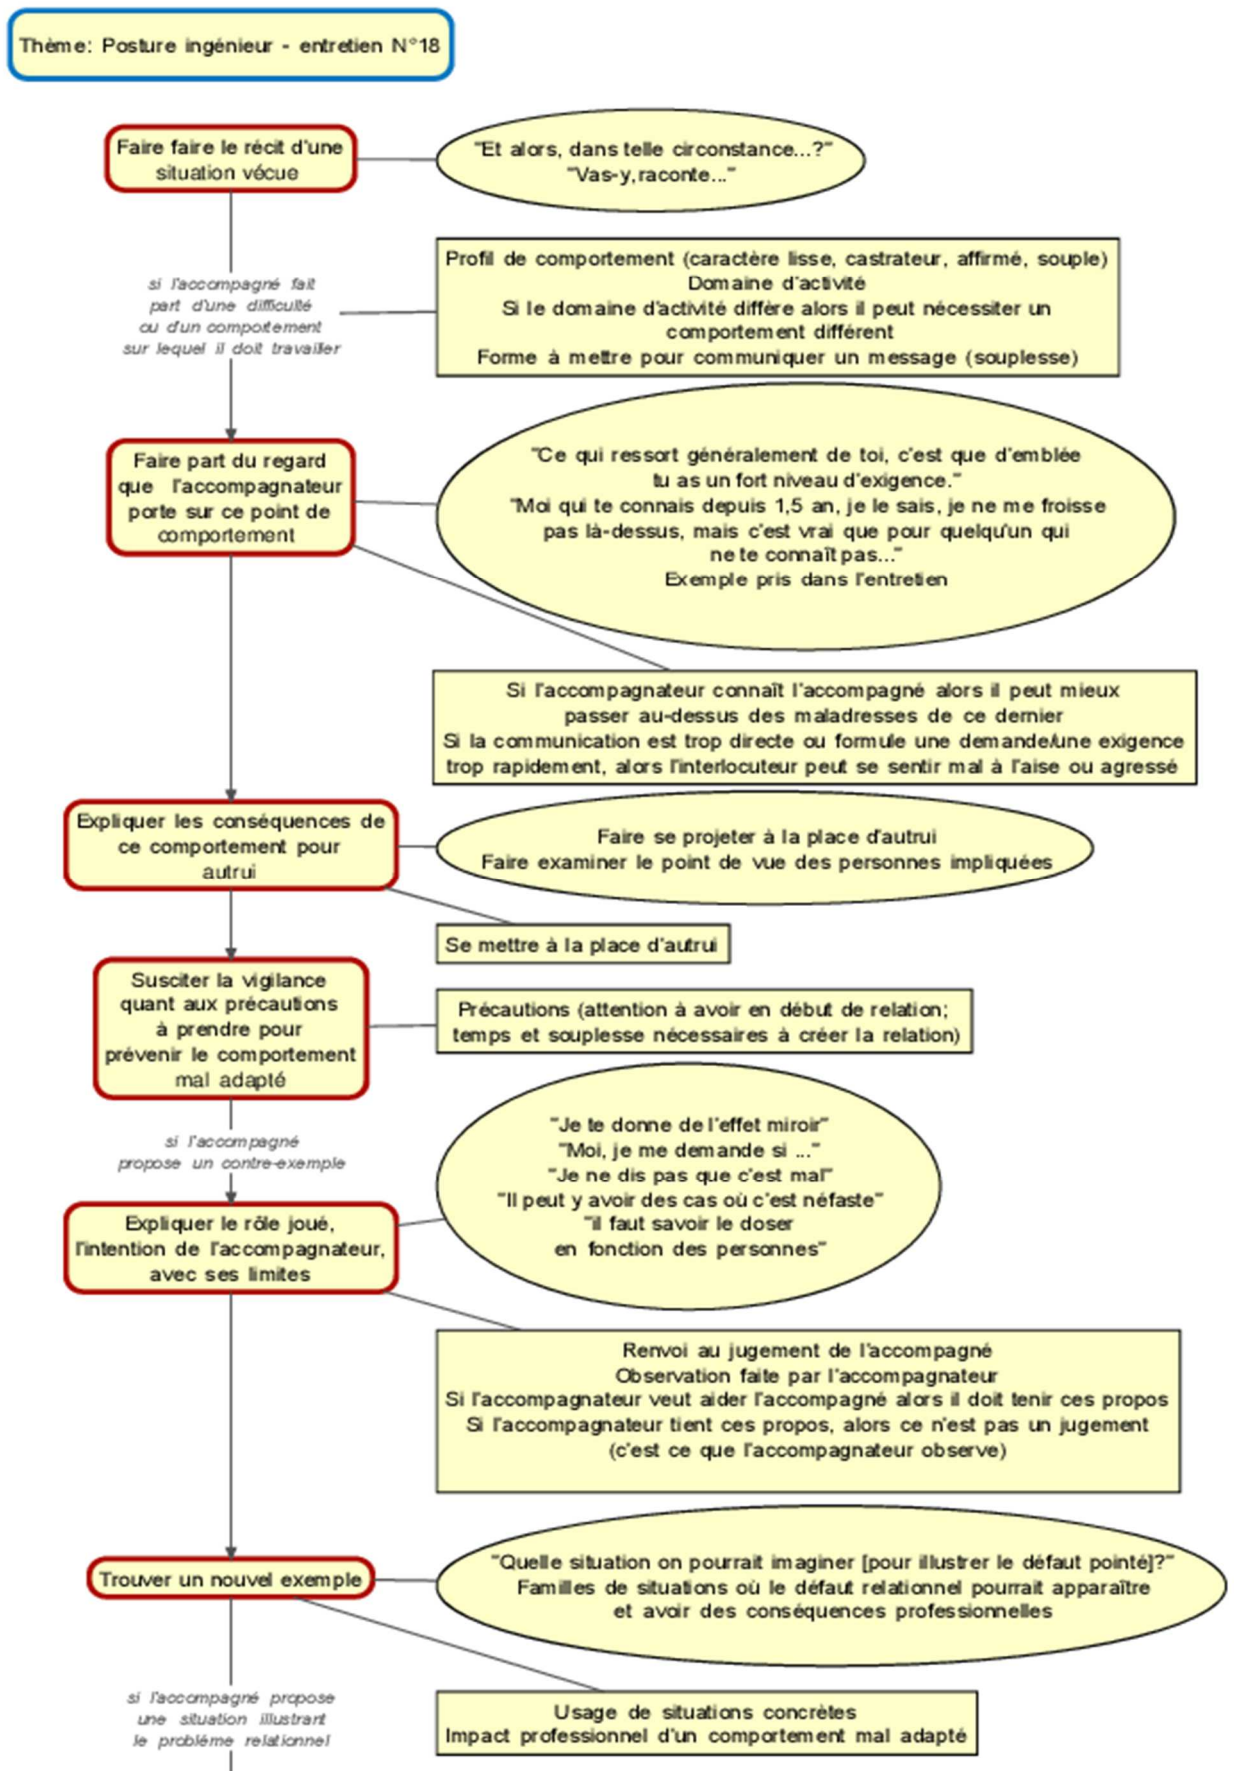 Thème: Posture ingénieur - entretien N°18
Faire faire le récit d'une
situation vécue
"Et alors, dans telle circonstance...?"
"Vas-y, raconte..."
si l'accompagné fait
part d'une difficulté
ou d'un comportement
sur lequel il doit travailler
Profil de comportement (caractère lisse, castrateur, affirmé, souple)
Domaine d'activité
Si le domaine d'activité diffère alors il peut nécessiter un
comportement différent
Forme à mettre pour communiquer un message (souplesse)
Faire part du regard
que l'accompagnateur
porte sur ce point de
comportement
"Ce qui ressort généralement de toi, c'est que d'emblée
tu as un fort niveau d'exigence."
"Moi qui te connais depuis 1,5 an, je le sais, je ne me froisse
pas là-dessus, mais c'est vrai que pour quelqu'un qui
ne te connaît pas..."
Exemple pris dans l'entretien
Si l'accompagnateur connaît l'accompagné alors il peut mieux
passer au-dessus des maladresses de ce dernier
Si la communication est trop directe ou formule une demande/une exigence
trop rapidement, alors l'interlocuteur peut se sentir mal à l'aise ou agressé
Expliquer les conséquences de
ce comportement pour
autrui
Faire se projeter à la place d'autrui
Faire examiner le point de vue des personnes impliquées
Se mettre à la place d'autrui
Susciter la vigilance
quant aux précautions
à prendre pour
prévenir le comportement
mal adapté
Précautions (attention à avoir en début de relation;
temps et souplesse nécessaires à créer la relation)
si l'accompagné
propose un contre-exemple
"Je te donne de l'effet miroir"
"Moi, je me demande si ..."
"Je ne dis pas que c'est mal"
"Il peut y avoir des cas où c'est néfaste"
"il faut savoir le doser
en fonction des personnes"
Expliquer le rôle joué,
l'intention de l'accompagnateur,
avec ses limites
Renvoi au jugement de l'accompagné
Observation faite par l'accompagnateur
Si l'accompagnateur veut aider l'accompagné alors il doit tenir ces propos
Si l'accompagnateur tient ces propos, alors ce n'est pas un jugement
(c'est ce que l'accompagnateur observe)
Trouver un nouvel exemple
"Quelle situation on pourrait imaginer [pour illustrer le défaut pointé]?"
Familles de situations où le défaut relationnel pourrait apparaître
et avoir des conséquences professionnelles
si l'accompagné propose
une situation illustrant
le problème relationnel
Usage de situations concrètes
Impact professionnel d'un comportement mal adapté